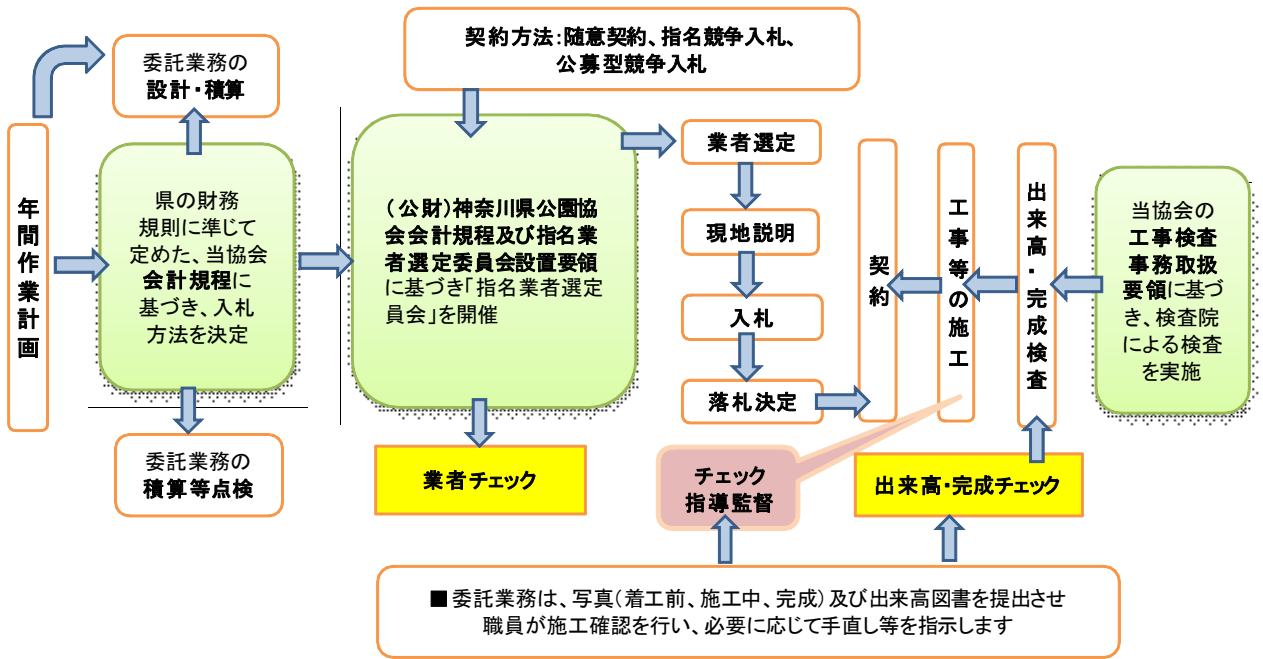 契約方法：随意契約、指名競争入札、
公募型競争入札
委託業務の
設計・積算
年間作業計画
県の財務
規則に準じて
定めた、当協会
会計規程に
基づき、入札
方法を決定
委託業務の
積算等点検
（公財）神奈川県公園協
会会計規程及び指名業
者選定委員会設置要領
に基づき「指名業者選定
員会」を開催
業者チェック
業者選定
現地説明
入札
落札決定
契約
工事等の施工
出来高・完成検査
当協会の
工事検査
事務取扱
要領に基づ
き、検査院
による検査
を実施
チェック
指導監督
出来高・完成チェック
■委託業務は、写真（着工前、施工中、完成）及び出来高図書を提出させ
職員が施工確認を行い、必要に応じて手直し等を指示します